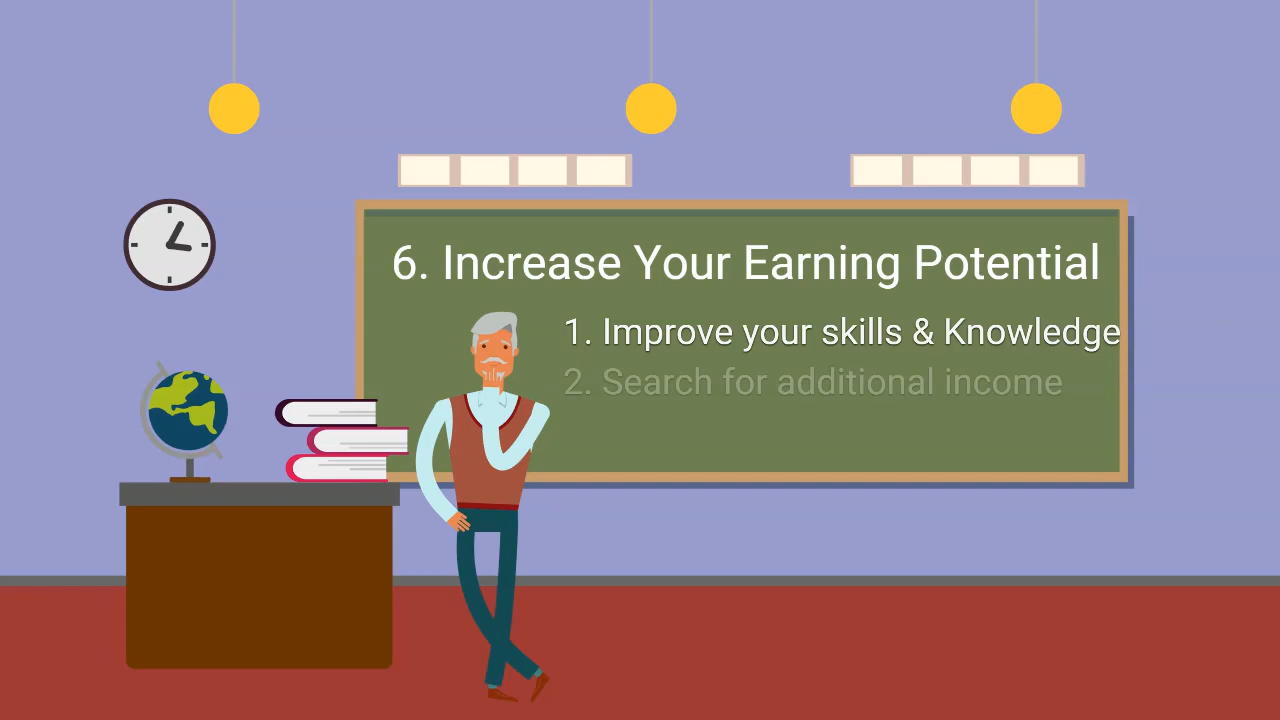 6. Increase Your Earning Potential
1. Improve your skills & Knowledge
2. Search for additional income